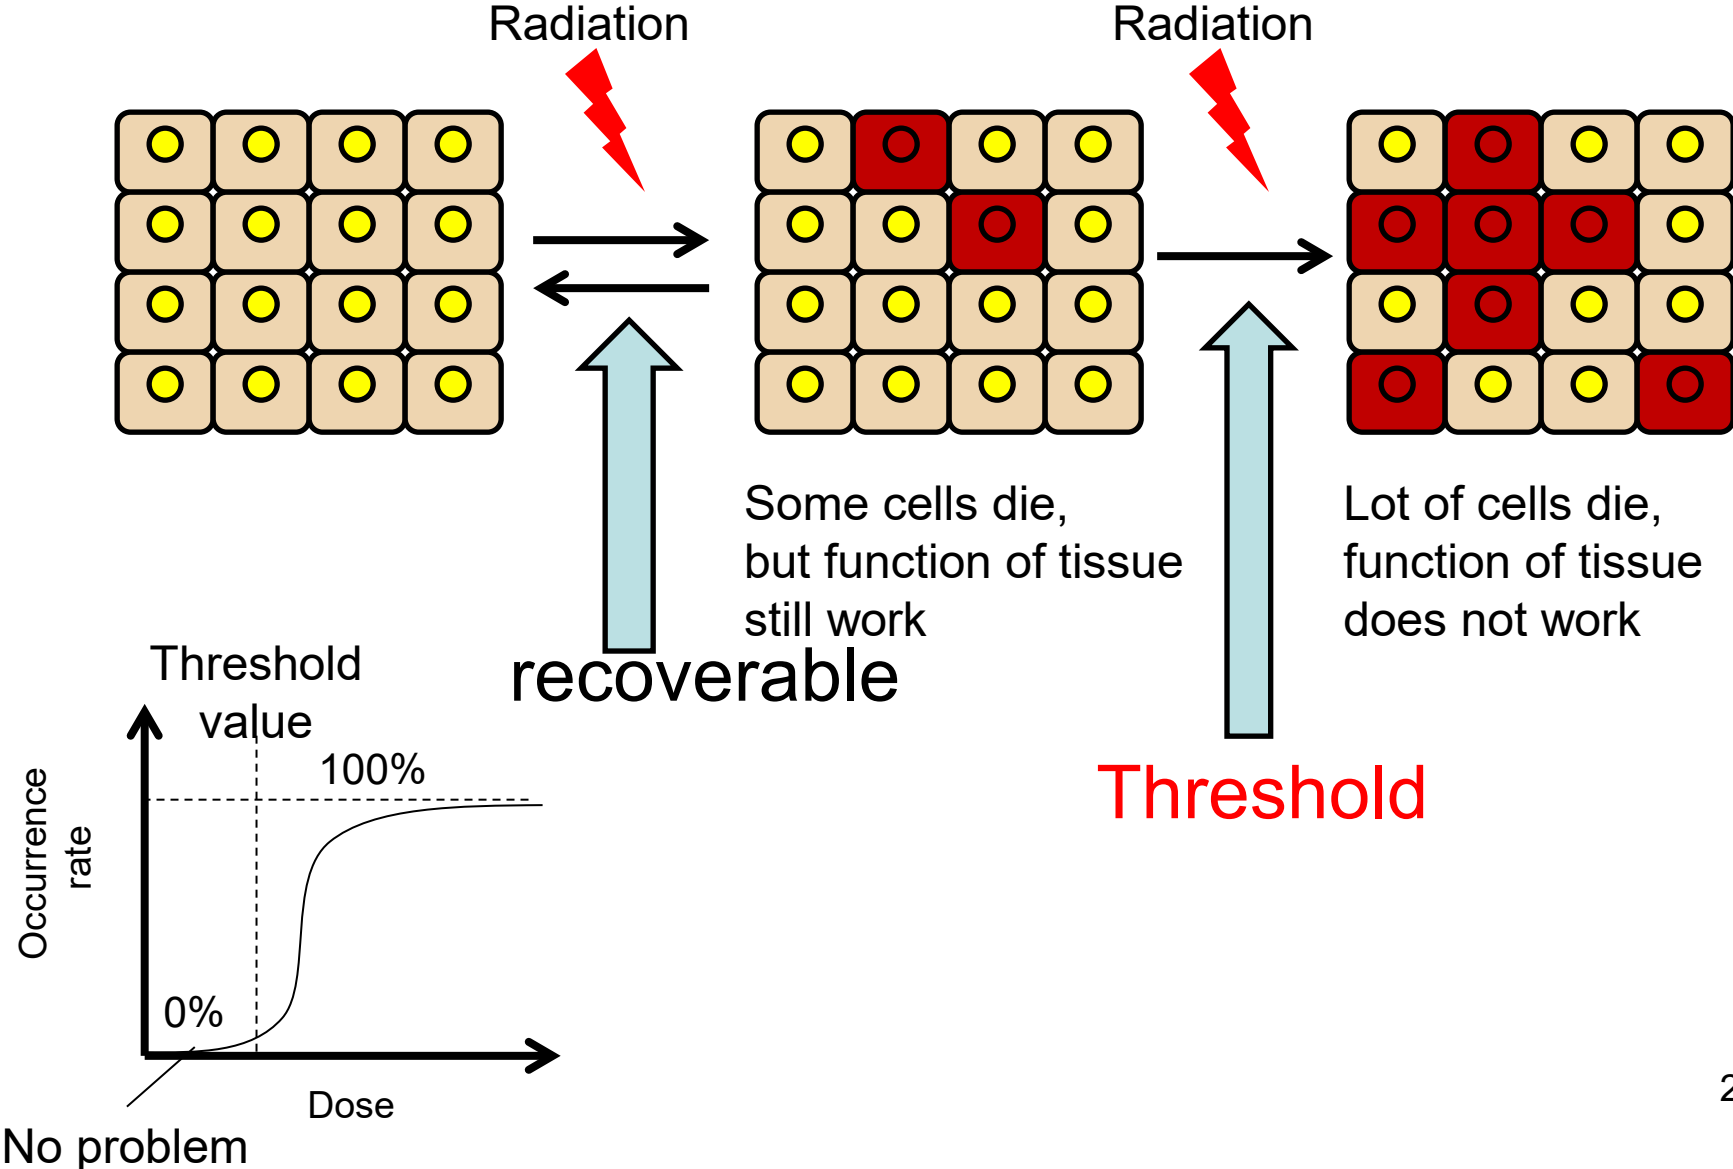 Radiation
Radiation
Some cells die,
but function of tissue
still work
Lot of cells die,
function of tissue
does not work
recoverable
Threshold
Threshold
value
100%
Occurrence
rate
0%
Dose
No problem
2